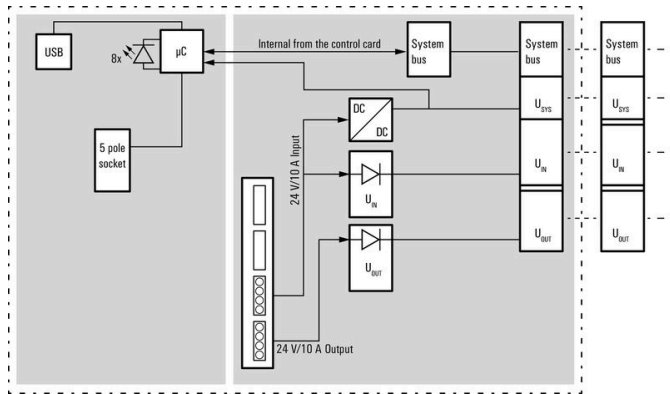 USB
8x
µC
Internal from the control card
System
bus
System
bus
System
bus
5 pole
socket
DC
DC
U_SYS
U_SYS
24 V/10 A Input
U_IN
U_IN
U_IN
U_OUT
U_OUT
U_OUT
24 V/10 A Output